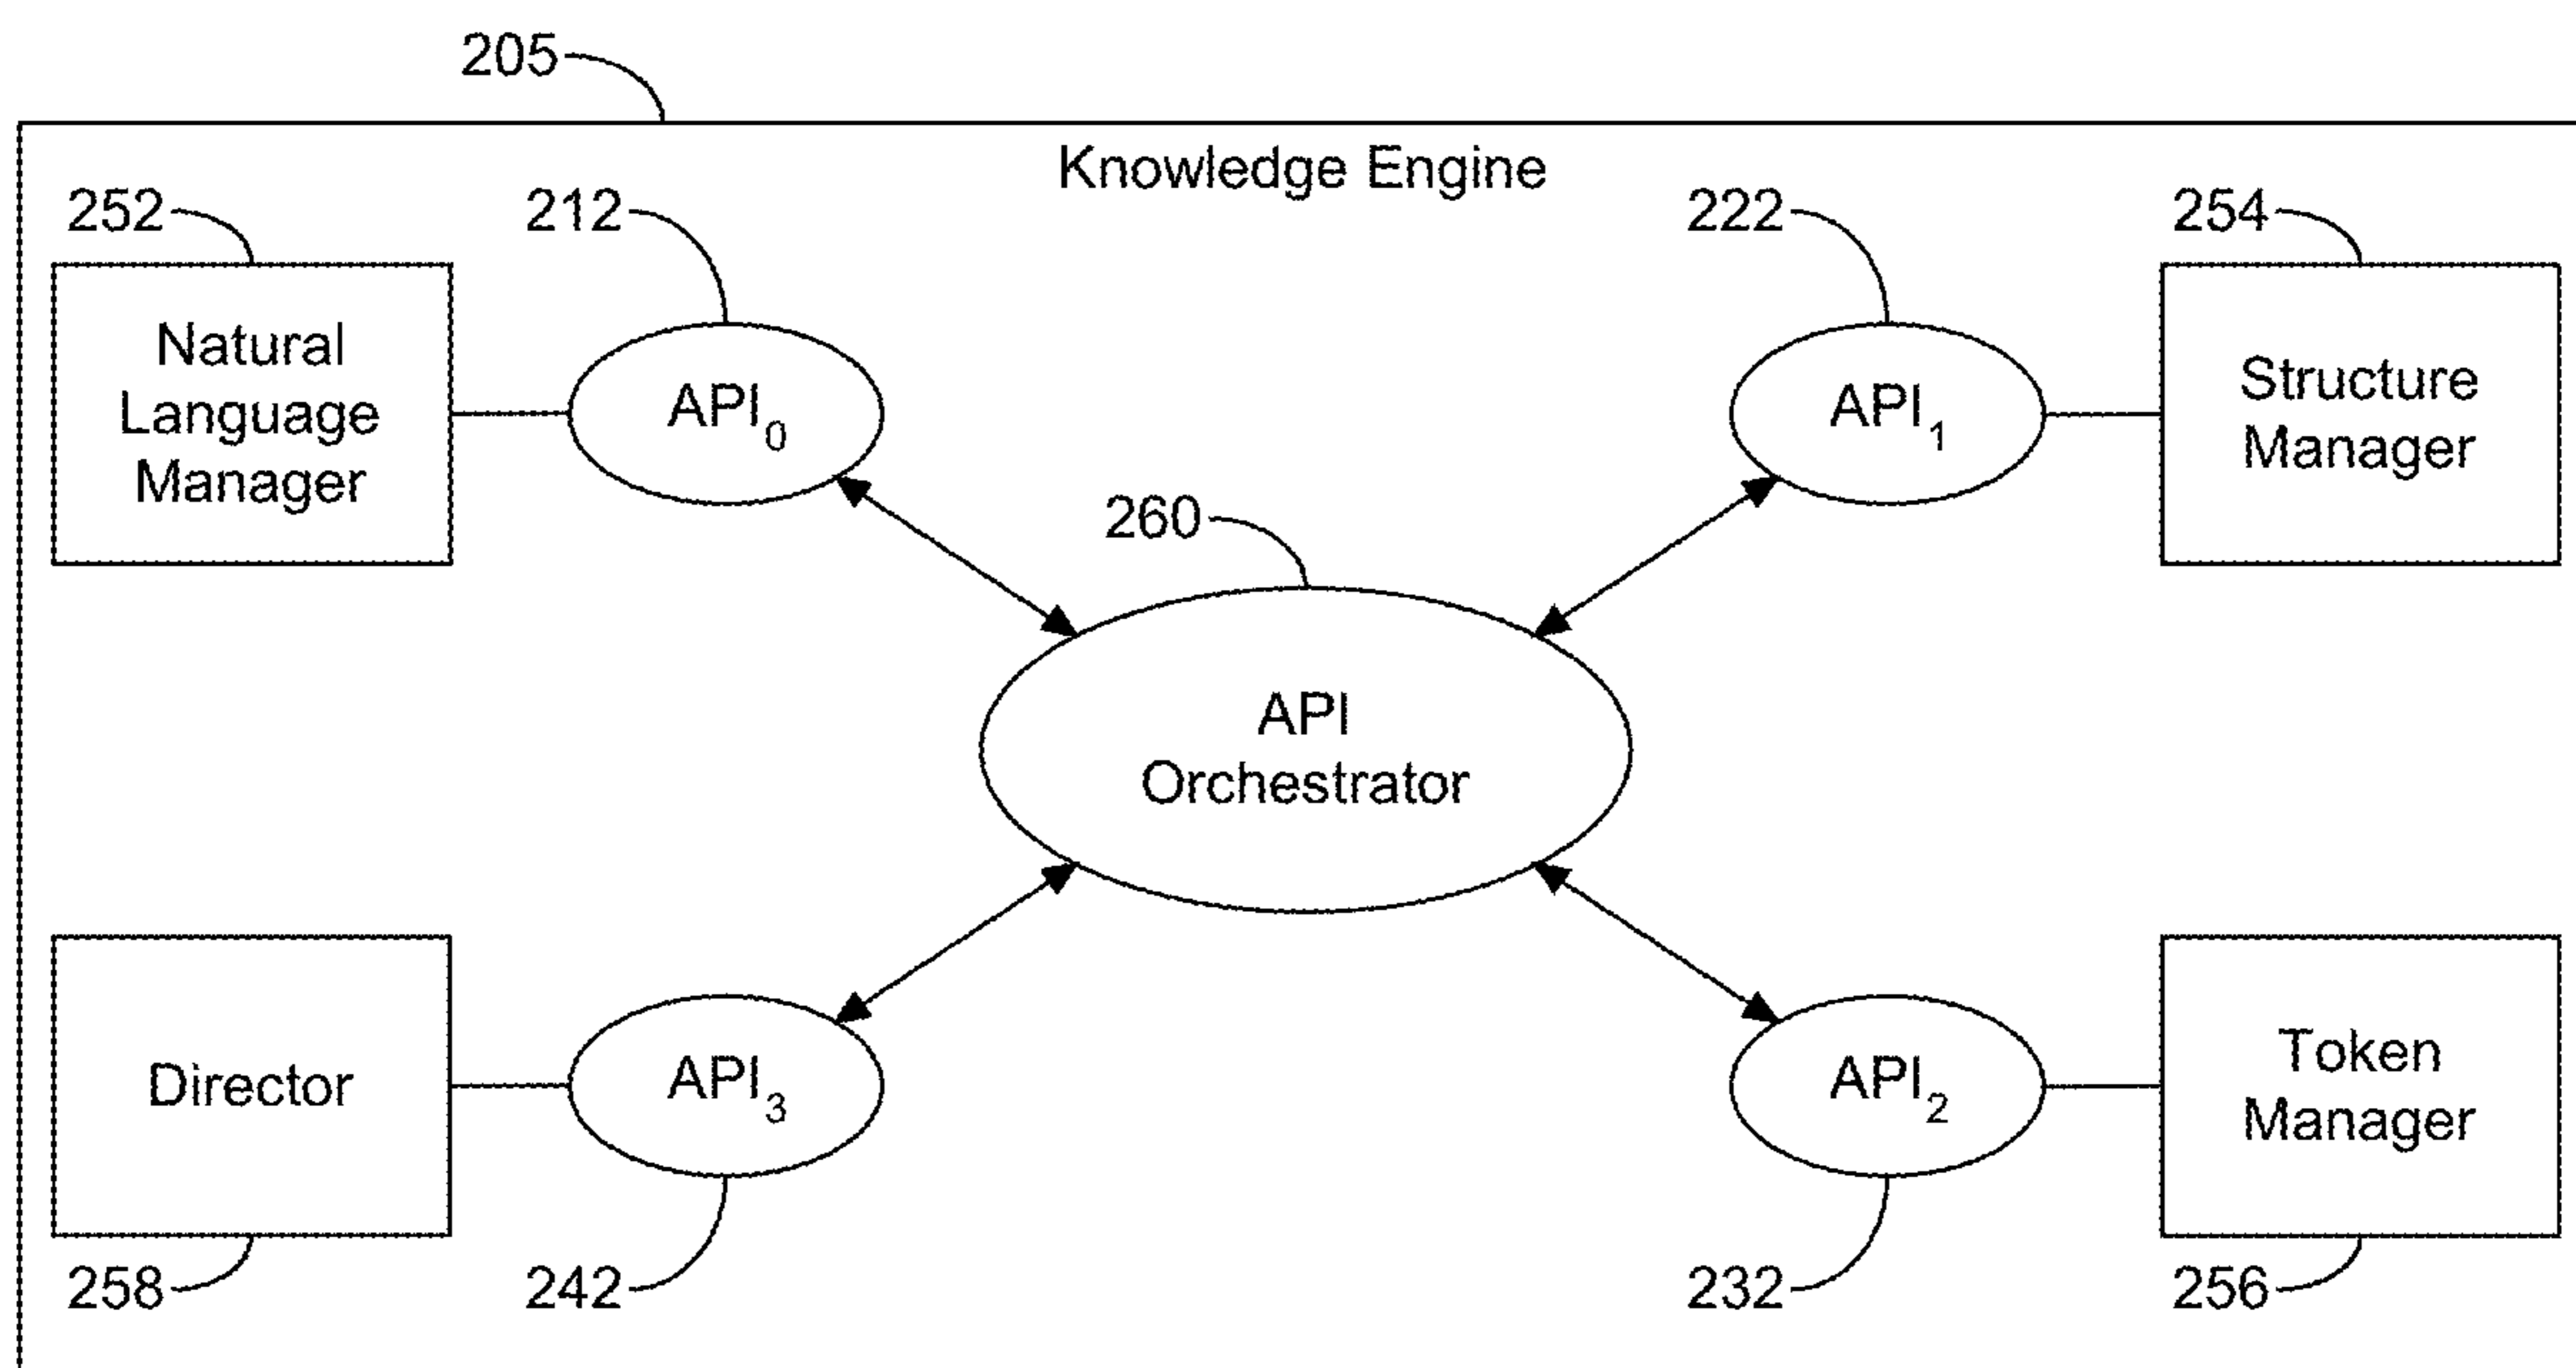 205
Knowledge Engine
252
212
222
254
Natural
Language
Manager
API₀
API₁
Structure
Manager
260
API
Orchestrator
Director
API₃
API₂
Token
Manager
258
242
232
256